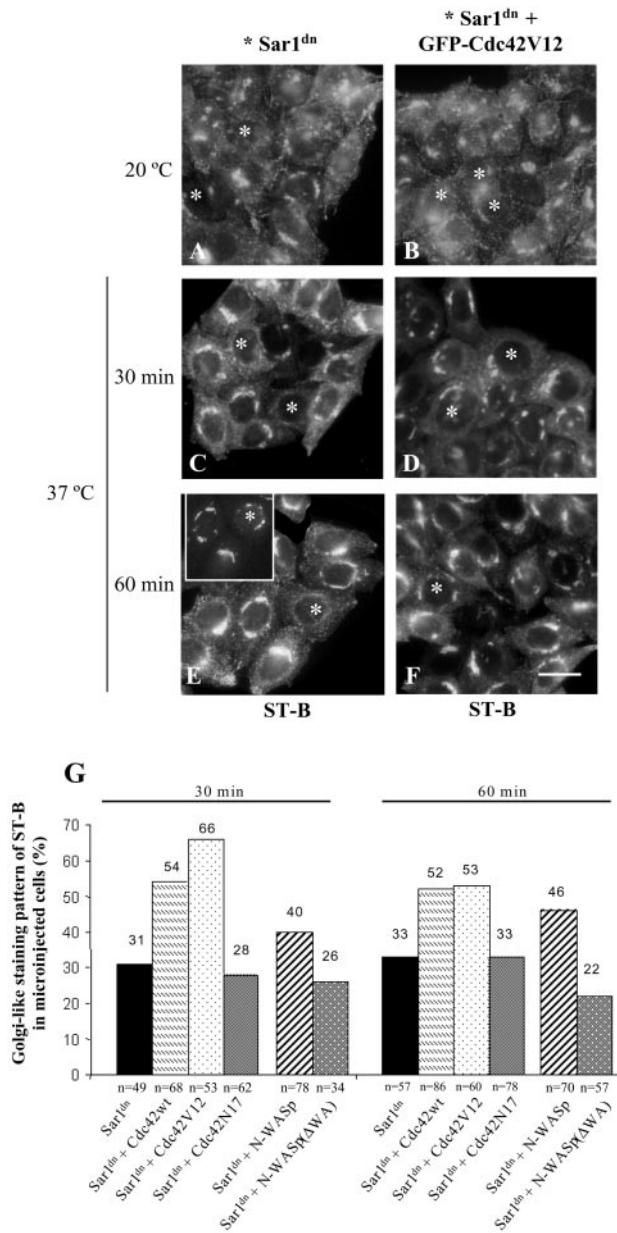 * Sar1dn
* Sar1dn +
GFP-Cdc42V12
20 ºC
*
*
A
*
*
*
B
37 ºC
30 min
*
*
C
*
*
D
60 min
*
*
E
*
F
ST-B
ST-B
G
30 min
60 min
Golgi-like staining pattern of ST-B
in microinjected cells (%)
70
60
50
40
30
20
10
0
31
54
66
28
40
26
33
52
53
33
46
22
n=49 n=68 n=53 n=62 n=78 n=34
n=57 n=86 n=60 n=78 n=70 n=57
Sar1dn
Sar1dn + Cdc42wt
Sar1dn + Cdc42V12
Sar1dn + Cdc42N17
Sar1dn + N-WASp
Sar1dn + N-WASp(ΔWA)
Sar1dn
Sar1dn + Cdc42wt
Sar1dn + Cdc42V12
Sar1dn + Cdc42N17
Sar1dn + N-WASp
Sar1dn + N-WASp(ΔWA)